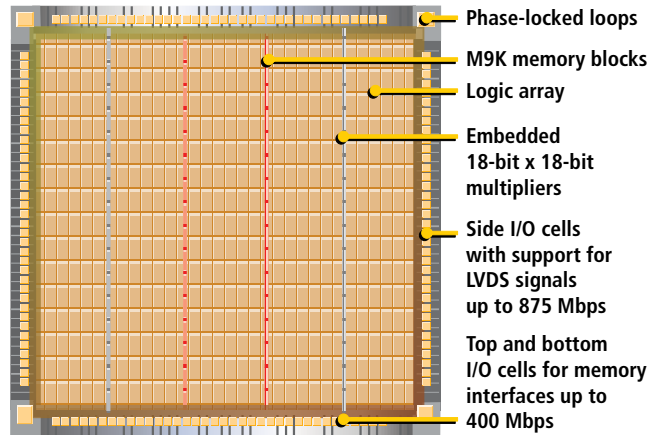 Phase-locked loops
M9K memory blocks
Logic array
Embedded
18-bit x 18-bit
multipliers
Side I/O cells
with support for
LVDS signals
up to 875 Mbps
Top and bottom
I/O cells for memory
interfaces up to
400 Mbps